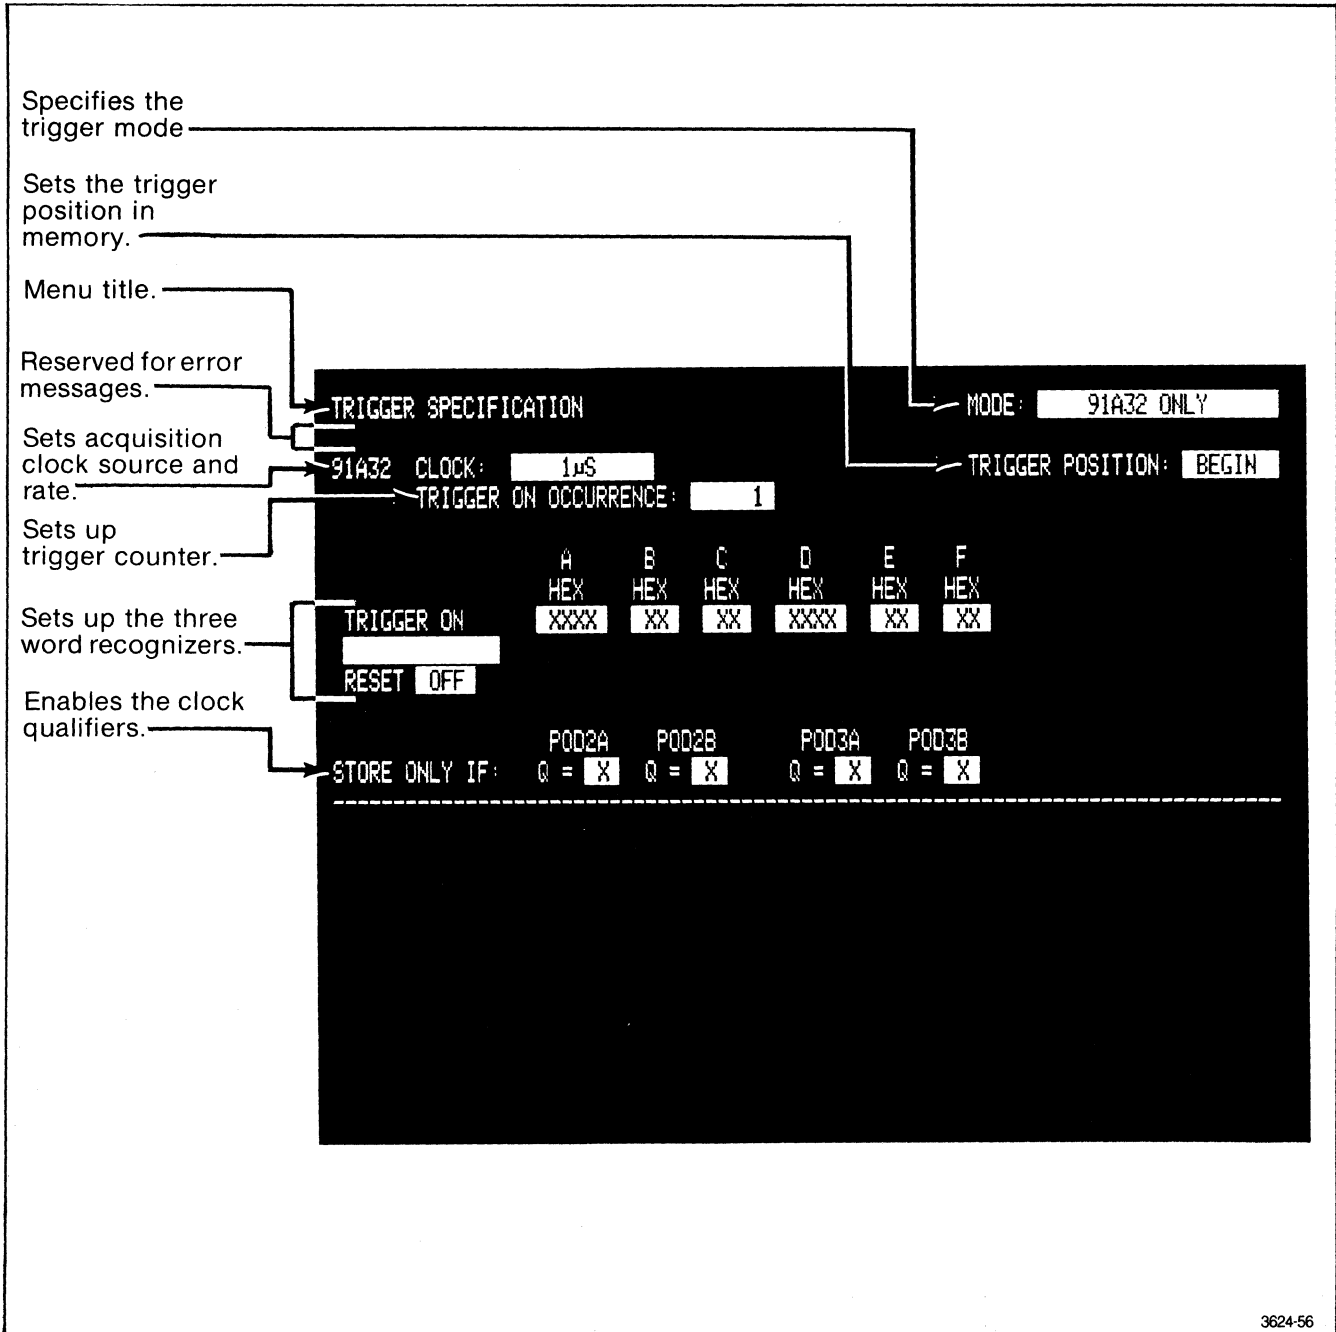 Specifies the
trigger mode
Sets the trigger
position in
memory.
Menu title.
Reserved for error
messages.
Sets acquisition
clock source and
rate.
Sets up
trigger counter.
Sets up the three
word recognizers.
Enables the clock
qualifiers.
TRIGGER SPECIFICATION MODE: 91A32 ONLY
91A32 CLOCK: 1µS TRIGGER POSITION: BEGIN
TRIGGER ON OCCURRENCE: 1
A B C D E F
HEX HEX HEX HEX HEX HEX
TRIGGER ON XXXX XX XX XXXX XX XX
RESET OFF
POD2A POD2B POD3A POD3B
STORE ONLY IF: Q = X Q = X Q = X Q = X
3624-56